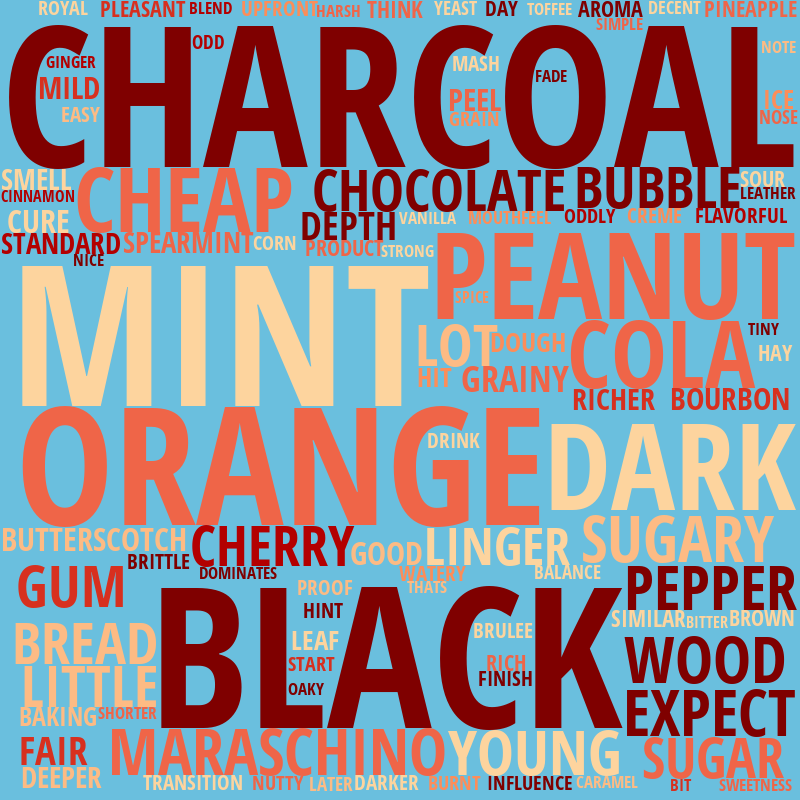 ROYAL PLEASANT BLEND UPFRONT HARSH THINK YEAST DAY TOFFEE AROMA DECENT PINEAPPLE
SIMPLE
CHARCOAL
ODD
NOTE
GINGER
MASH
FADE
MILD
PEEL
ICE
EASY
GRAIN
NOSE
SMELL
CHEAP
CHOCOLATE
BUBBLE
SOUR
CINNAMON
LEATHER
CURE
DEPTH
VANILLA
MOUTHFEEL
ODDLY
CREME
FLAVORFUL
STANDARD
SPEARMINT
CORN
PRODUCT
STRONG
NICE
PEANUT
MINT
SPICE
LOT
DOUGH
COLA
TINY
HAY
HIT
GRAINY
RICHER
BOURBON
ORANGE
DRINK
DARK
BUTTERSCOTCH
CHERRY
GOOD
LINGER
SUGARY
BRITTLE
DOMINATES
WATERY
BALANCE
GUM
PROOF
THATS
PEPPER
BLACK
HINT
SIMILAR
BITTER
BROWN
BREAD
LEAF
BRULEE
WOOD
START
RICH
LITTLE
OAKY
FINISH
EXPECT
BAKING
SHORTER
FAIR
MARASCHINO
YOUNG
SUGAR
DEEPER
TRANSITION
NUTTY
LATER
DARKER
BURNT
INFLUENCE
CARAMEL
BIT
SWEETNESS